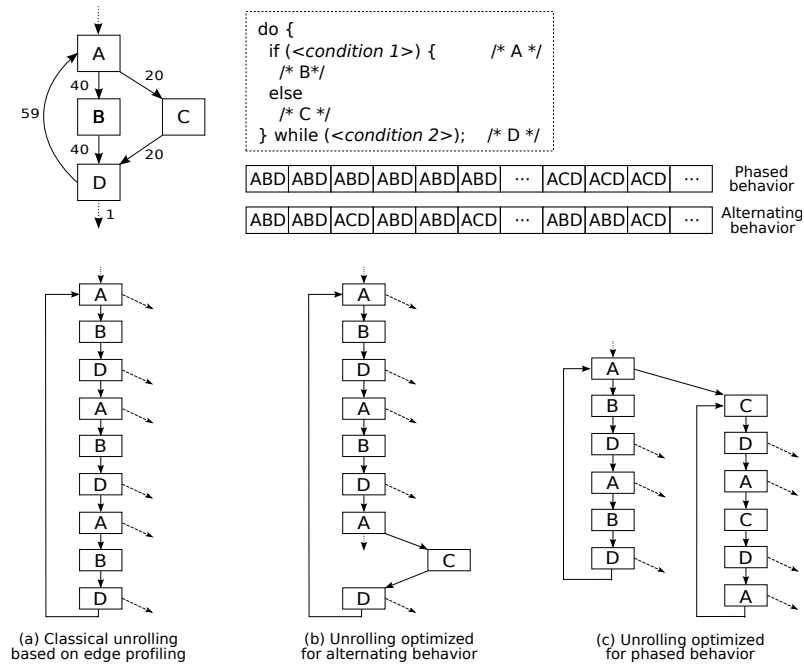 A
20
40
59
B
C
40
20
D
1
do {
if (<condition 1>) { /* A */
/* B*/
else
/* C */
} while (<condition 2>); /* D */
ABD ABD ABD ABD ABD ABD ... ACD ACD ACD ... Phased behavior
ABD ABD ACD ABD ABD ACD ... ABD ABD ACD ... Alternating behavior
A
B
D
A
B
D
A
B
D
(a) Classical unrolling
based on edge profiling
A
B
D
A
B
D
A
C
D
(b) Unrolling optimized
for alternating behavior
A
B
D
A
B
D
C
D
A
C
D
A
(c) Unrolling optimized
for phased behavior